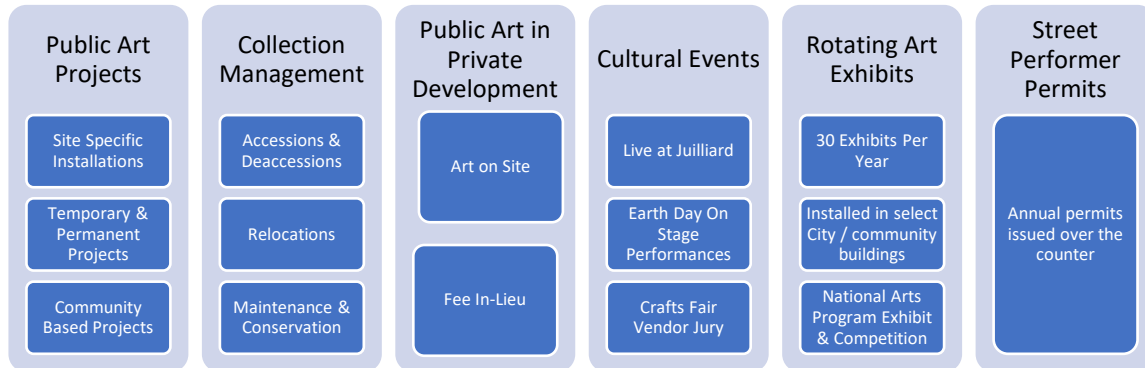 Public Art
Projects
Site Specific
Installations
Temporary &
Permanent
Projects
Community
Based Projects
Collection
Management
Accessions &
Deaccessions
Relocations
Maintenance &
Conservation
Public Art in
Private
Development
Art on Site
Fee In-Lieu
Cultural Events
Live at Juilliard
Earth Day On
Stage
Performances
Crafts Fair
Vendor Jury
Rotating Art
Exhibits
30 Exhibits Per
Year
Installed in select
City / community
buildings
National Arts
Program Exhibit
& Competition
Street
Performer
Permits
Annual permits
issued over the
counter